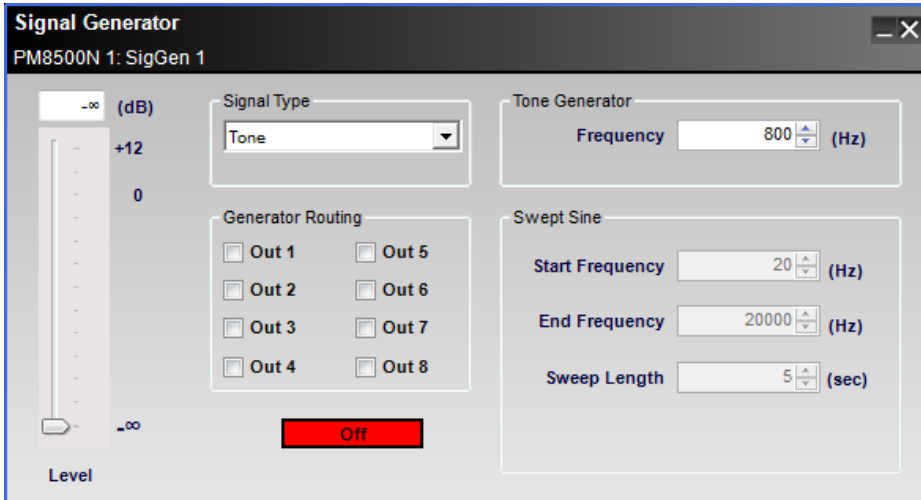 Signal Generator
PM8500N 1: SigGen 1
-∞ (dB)
+12
0
-∞
Level
Signal Type
Tone
Generator Routing
Out 1 Out 5
Out 2 Out 6
Out 3 Out 7
Out 4 Out 8
Off
Tone Generator
Frequency 800 (Hz)
Swept Sine
Start Frequency 20 (Hz)
End Frequency 20000 (Hz)
Sweep Length 5 (sec)